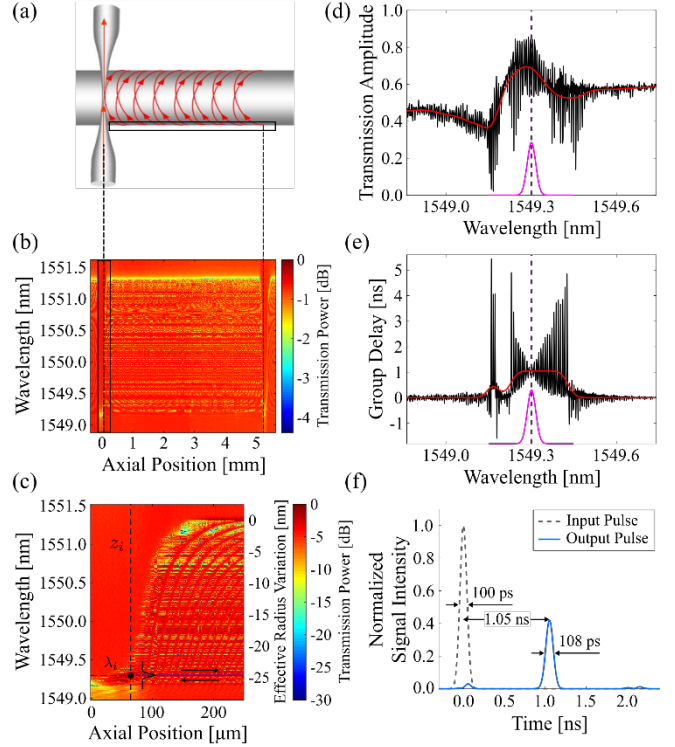 (a)
(b)
1551.5
1551.0
1550.5
1550.0
1549.5
1549.0
Wavelength [nm]
0
1
2
3
4
5
Axial Position [mm]
0
-1
-2
-3
-4
Transmission Power [dB]
(c)
1551.5
1551.0
1550.5
1550.0
1549.5
1549.0
Wavelength [nm]
z_i
λ_i
0
100
200
Axial Position [μm]
0
-5
-10
-15
-20
-25
Effective Radius Variation [nm]
0
-5
-10
-15
-20
-25
-30
Transmission Power [dB]
(d)
1.0
0.8
0.6
0.4
0.2
0.0
Transmission Amplitude
1549.0
1549.3
1549.6
Wavelength [nm]
(e)
5
4
3
2
1
0
-1
Group Delay [ns]
1549.0
1549.3
1549.6
Wavelength [nm]
(f)
1.0
0.8
0.6
0.4
0.2
0.0
Normalized
Signal Intensity
Input Pulse
Output Pulse
100 ps
1.05 ns
108 ps
0.0
1.0
2.0
Time [ns]